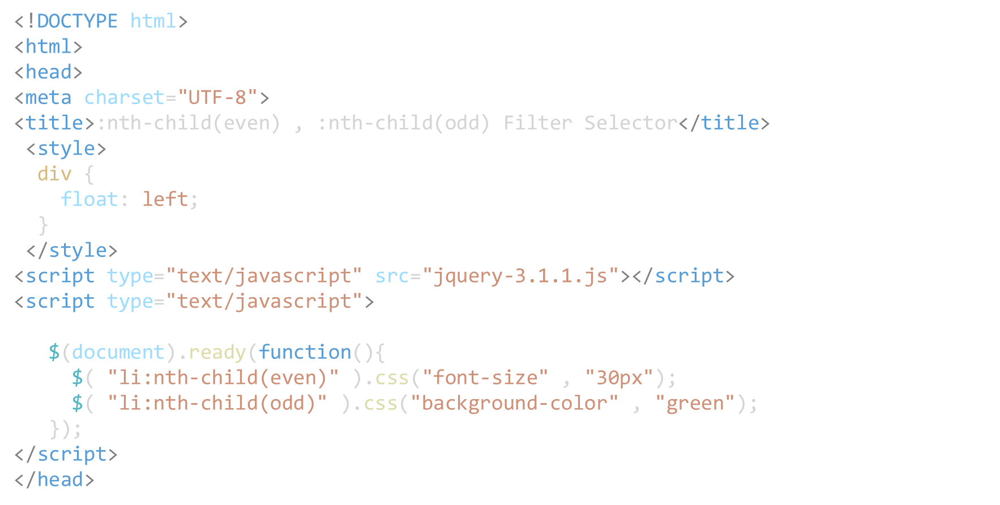 <!DOCTYPE html>
<html>
<head>
<meta charset="UTF-8">
<title>:nth-child(even) , :nth-child(odd) Filter Selector</title>
 <style>
  div {
    float: left;
  }
 </style>
<script type="text/javascript" src="jquery-3.1.1.js"></script>
<script type="text/javascript">

   $(document).ready(function(){
     $( "li:nth-child(even)" ).css("font-size" , "30px");
     $( "li:nth-child(odd)" ).css("background-color" , "green");
   });
</script>
</head>